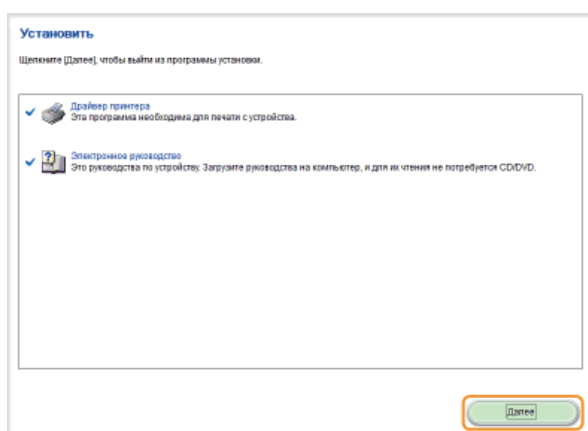 Установить
Щелкните [Далее], чтобы выйти из программы установки.
Драйвер принтера
Эта программа необходима для печати с устройства.
Электронное руководство
Это руководства по устройству. Загрузите руководства на компьютер, и для их чтения не потребуется CD/DVD.
Далее